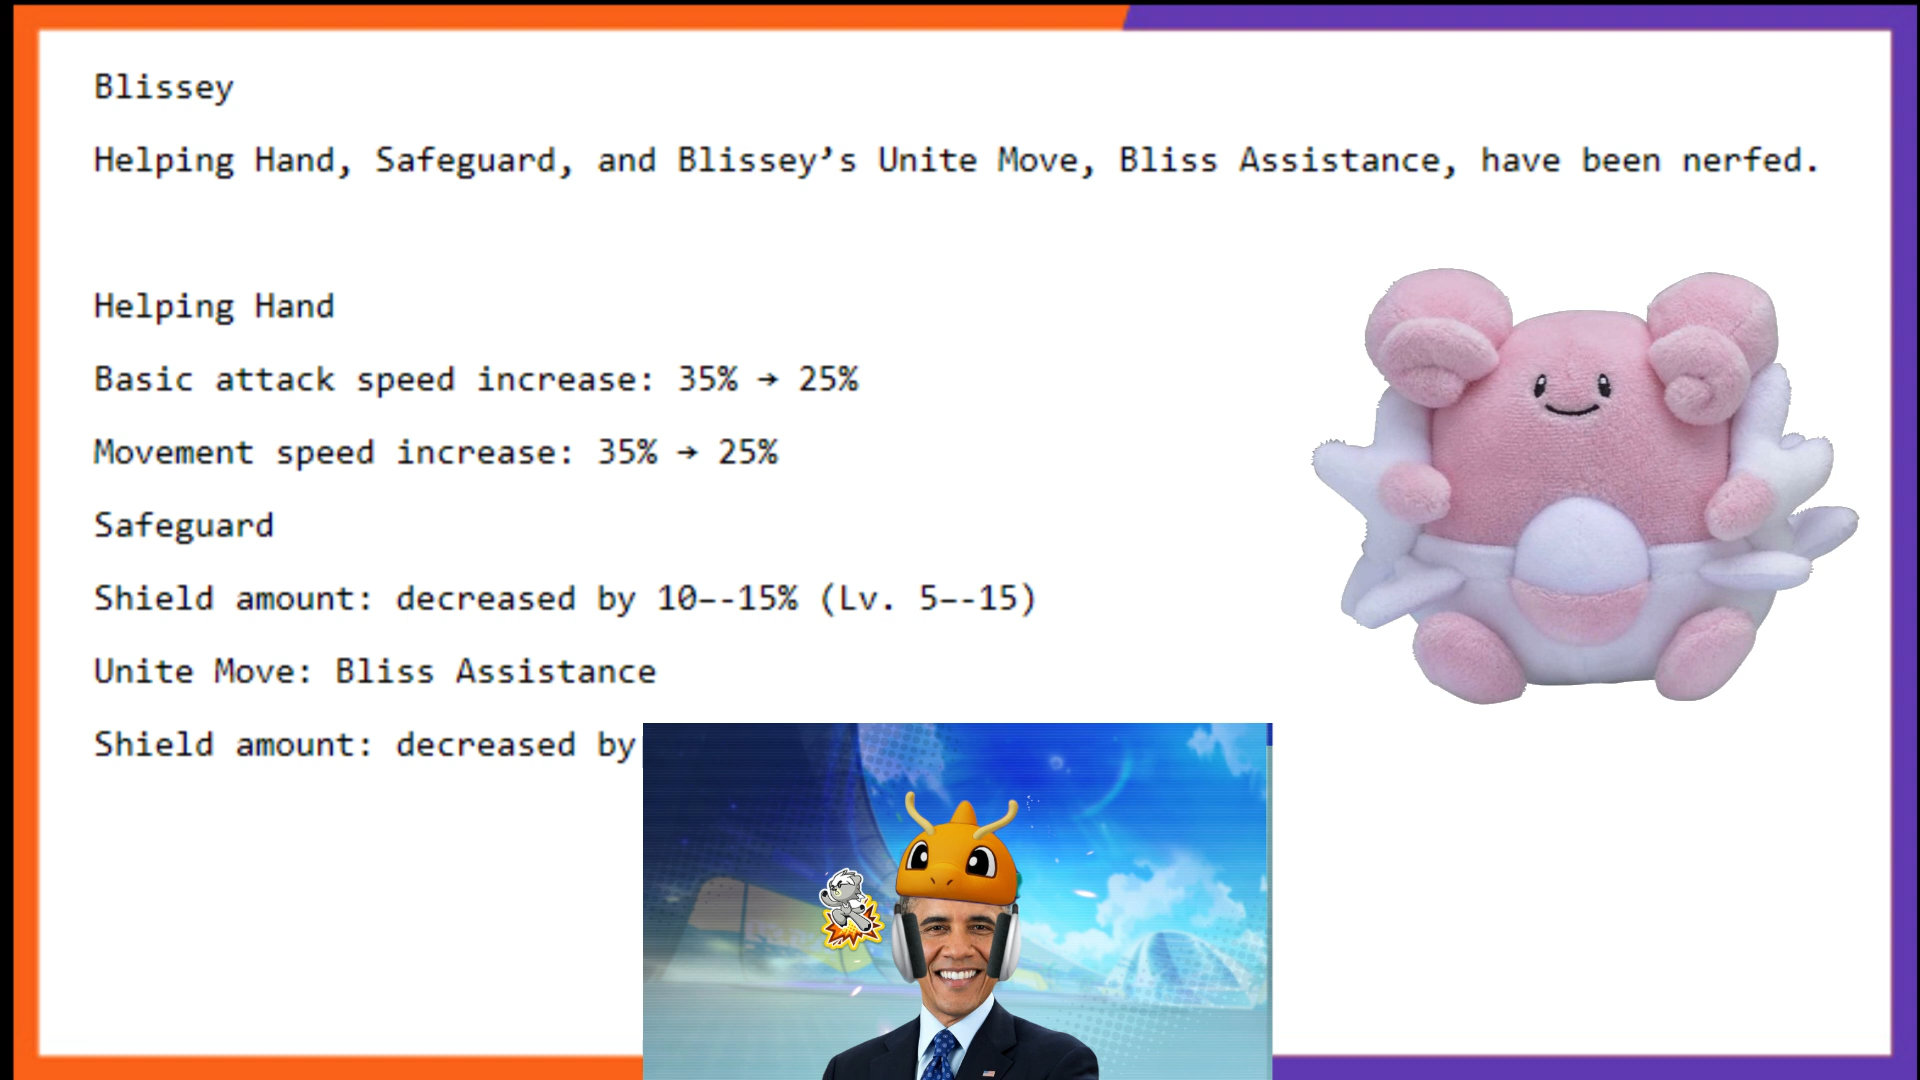 Blissey
Helping Hand, Safeguard, and Blissey’s Unite Move, Bliss Assistance, have been nerfed.
Helping Hand
Basic attack speed increase: 35% → 25%
Movement speed increase: 35% → 25%
Safeguard
Shield amount: decreased by 10–-15% (Lv. 5–-15)
Unite Move: Bliss Assistance
Shield amount: decreased by